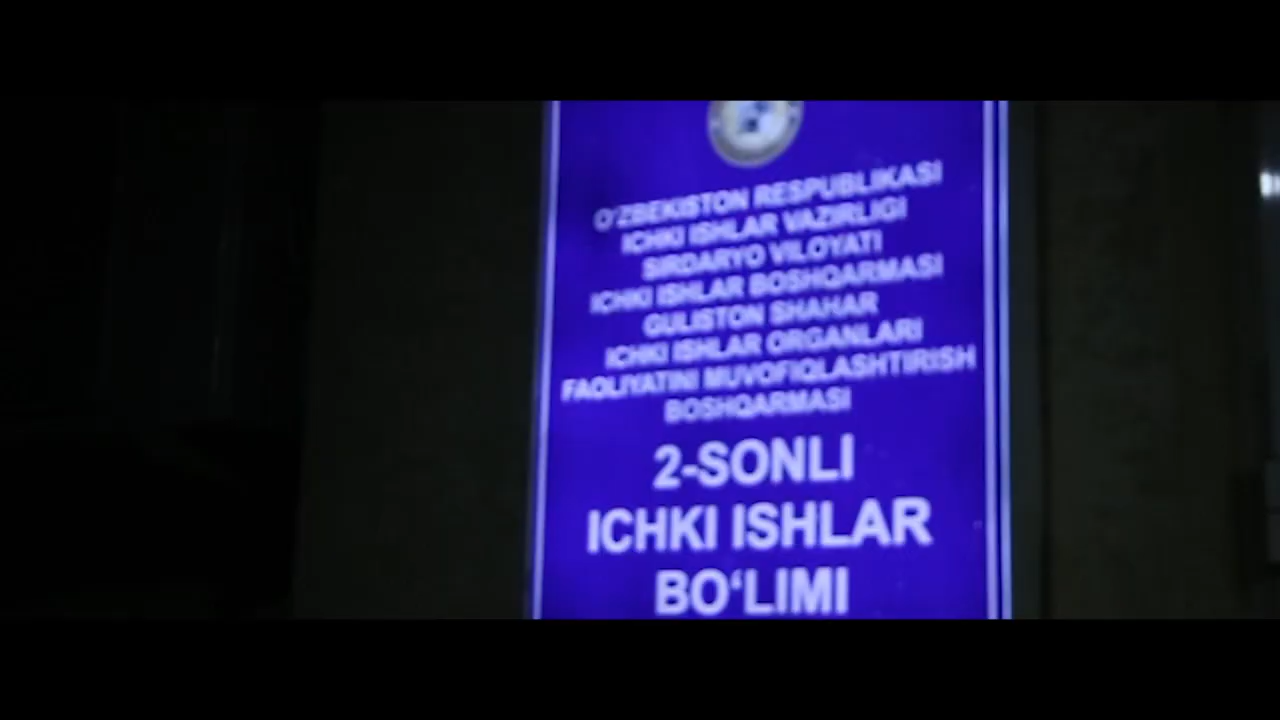 O'ZBEKISTON RESPUBLIKASI
ICHKI ISHLAR VAZIRLIGI
SIRDARYO VILOYATI
ICHKI ISHLAR BOSHQARMASI
GULISTON SHAHAR
ICHKI ISHLAR ORGANLARI
FAOLIYATINI MUVOFIQLASHTIRISH
BOSHQARMASI
2-SONLI
ICHKI ISHLAR
BO‘LIMI